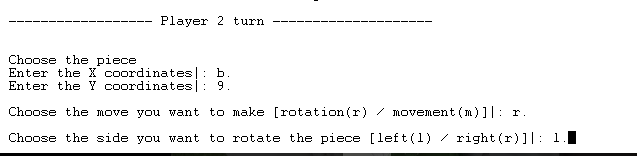 ------------------ Player 2 turn --------------------
Choose the piece
Enter the X coordinates|: b.
Enter the Y coordinates|: 9.
Choose the move you want to make [rotation(r) / movement(m)]|: r.
Choose the side you want to rotate the piece [left(l) / right(r)]|: l.